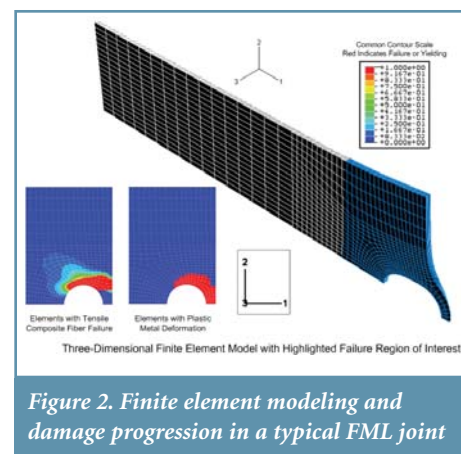 Common Contour Scale
Red Indicates Failure or Yielding
+1.000e+00
+9.167e-01
+8.333e-01
+7.500e-01
+6.667e-01
+5.833e-01
+5.000e-01
+4.167e-01
+3.333e-01
+2.500e-01
+1.667e-01
+8.333e-02
+0.000e+00
2
3
1
2
3
1
Elements with Tensile
Composite Fiber Failure
Elements with Plastic
Metal Deformation
Three-Dimensional Finite Element Model with Highlighted Failure Region of Interest
Figure 2. Finite element modeling and
damage progression in a typical FML joint